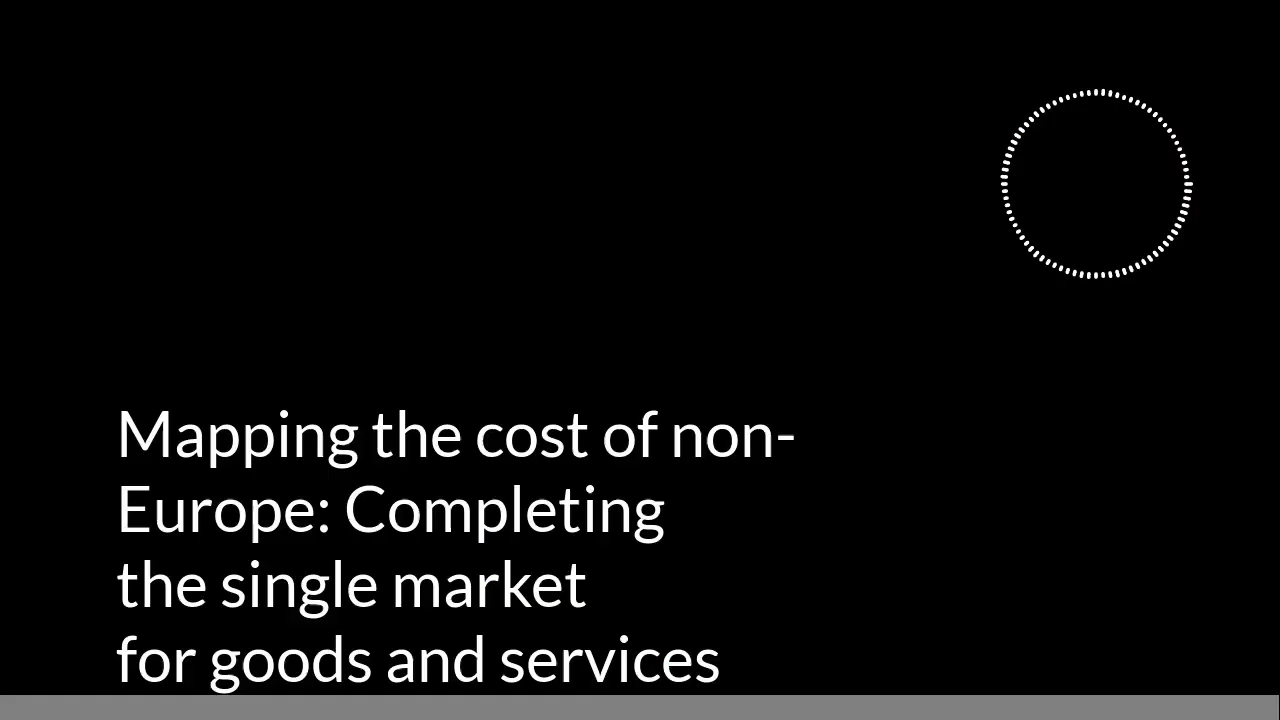 Mapping the cost of non-
Europe: Completing
the single market
for goods and services